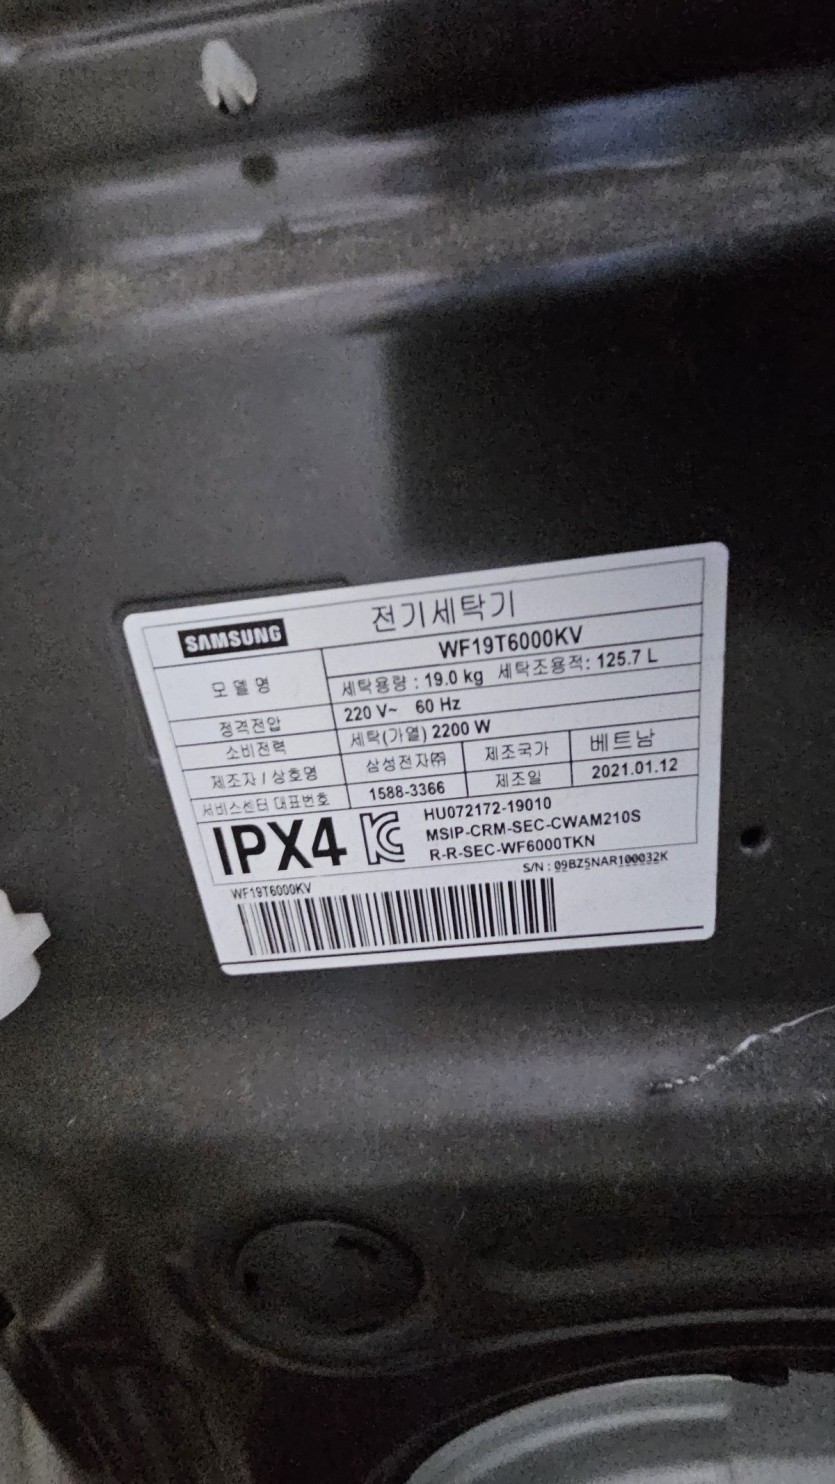 SAMSUNG 전기세탁기
모델명 WF19T6000KV
세탁용량 : 19.0 kg 세탁조용적: 125.7 L
정격전압 220 V~ 60 Hz
소비전력 세탁(가열) 2200 W
제조자 / 상호명 삼성전자㈜ 제조국가 베트남
서비스센터 대표번호 1588-3366 제조일 2021.01.12
IPX4
HU072172-19010
MSIP-CRM-SEC-CWAM210S
R-R-SEC-WF6000TKN
S/N : 09BZ5NAR100032K
WF19T6000KV